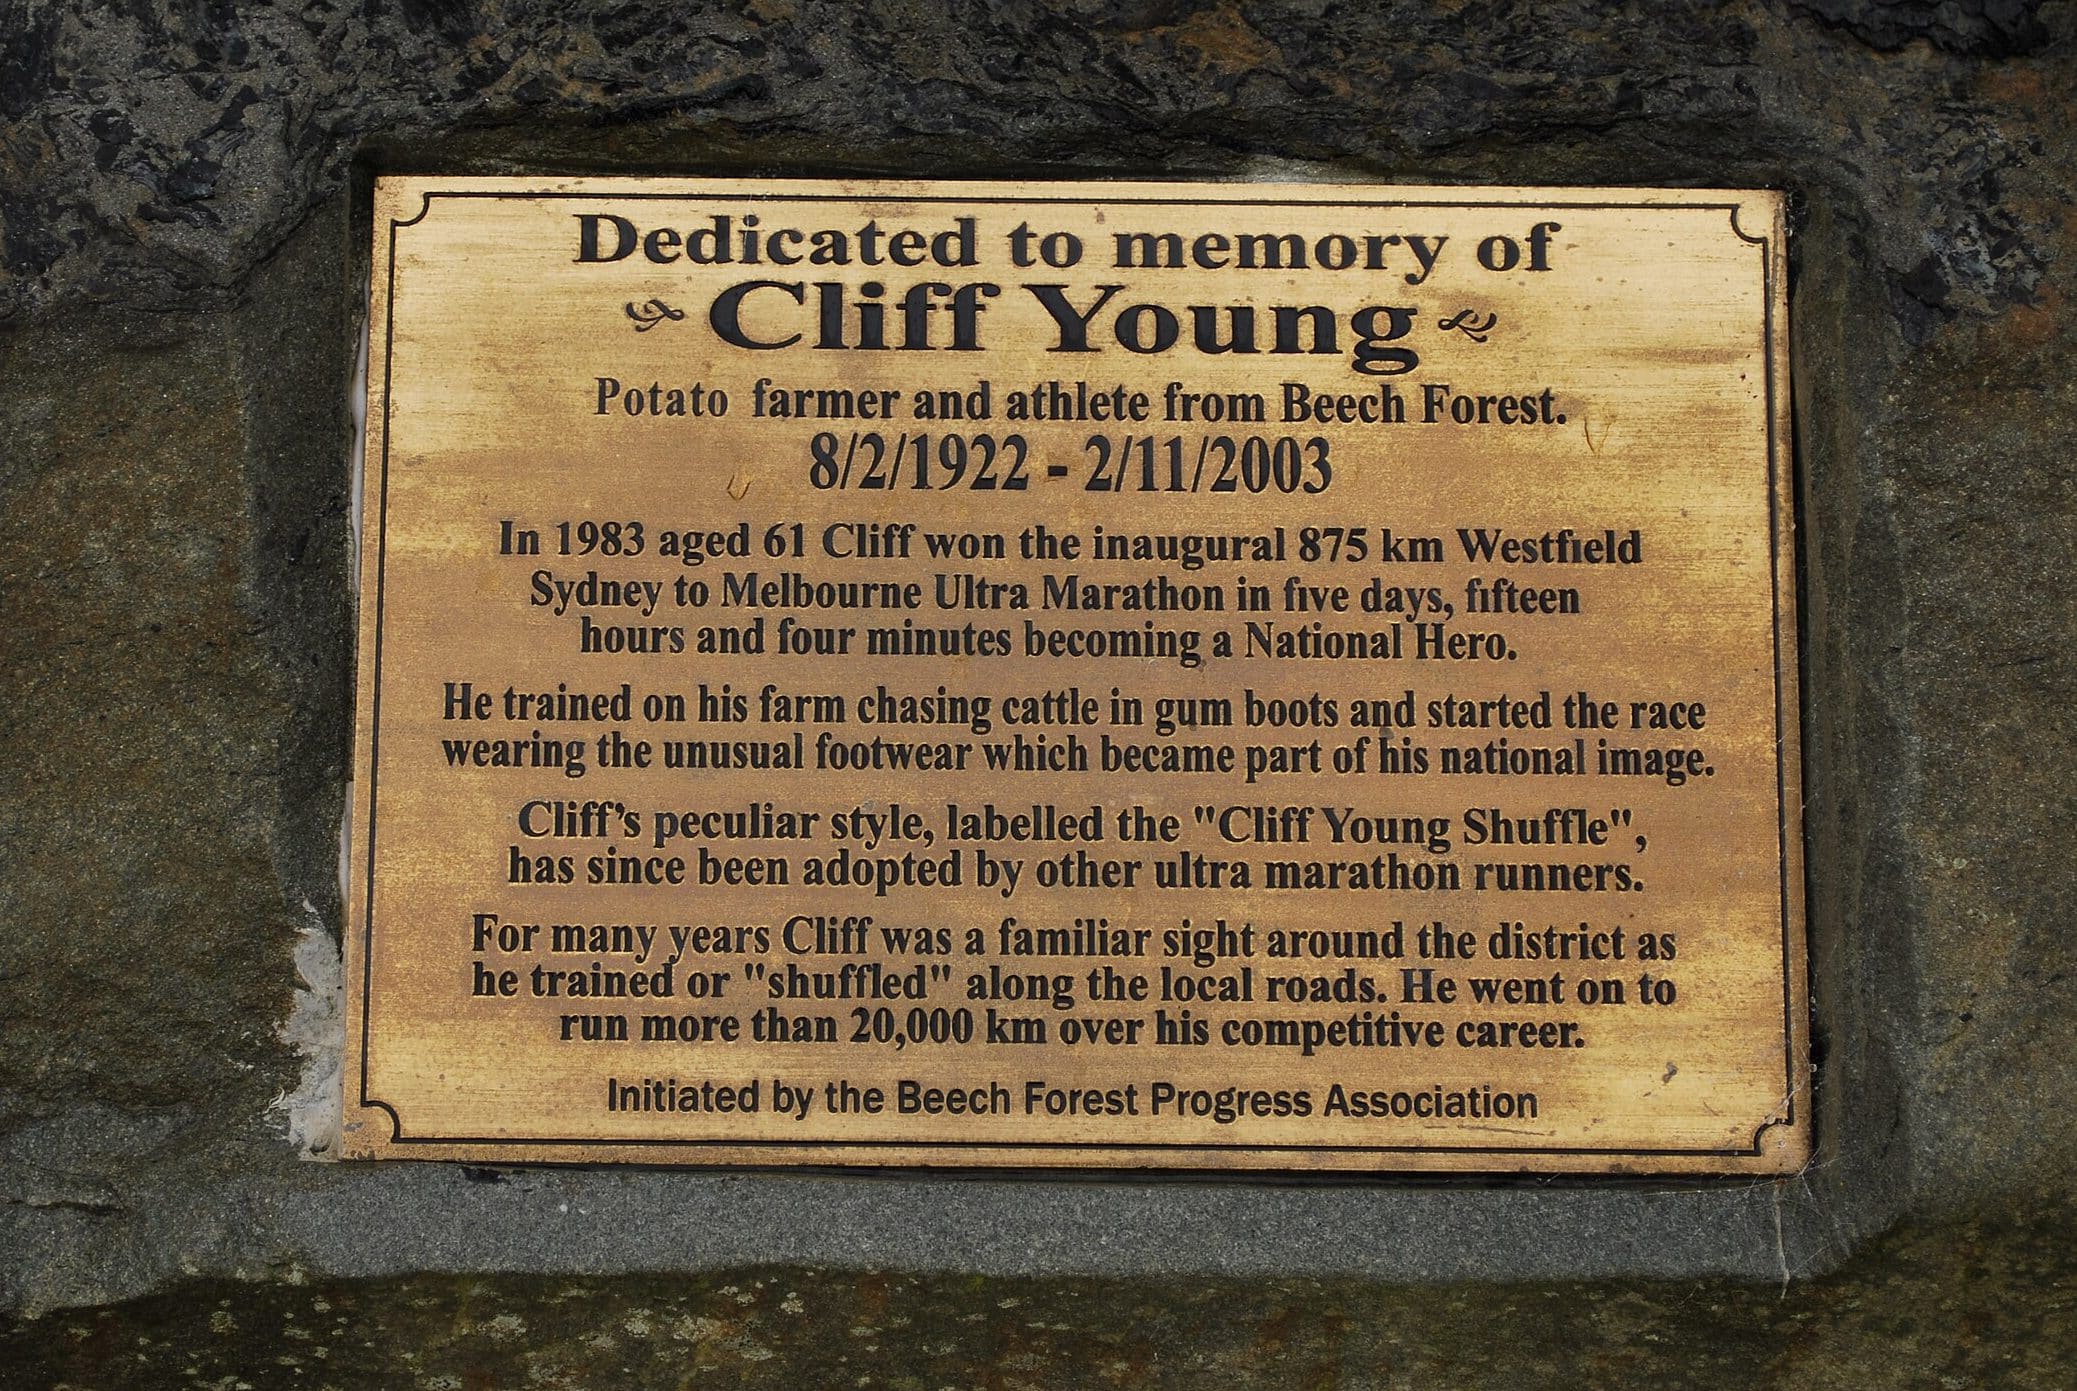 Dedicated to memory of
Cliff Young
Potato farmer and athlete from Beech Forest.
8/2/1922 - 2/11/2003
In 1983 aged 61 Cliff won the inaugural 875 km Westfield
Sydney to Melbourne Ultra Marathon in five days, fifteen
hours and four minutes becoming a National Hero.
He trained on his farm chasing cattle in gum boots and started the race
wearing the unusual footwear which became part of his national image.
Cliff's peculiar style, labelled the "Cliff Young Shuffle",
has since been adopted by other ultra marathon runners.
For many years Cliff was a familiar sight around the district as
he trained or "shuffled" along the local roads. He went on to
run more than 20,000 km over his competitive career.
Initiated by the Beech Forest Progress Association